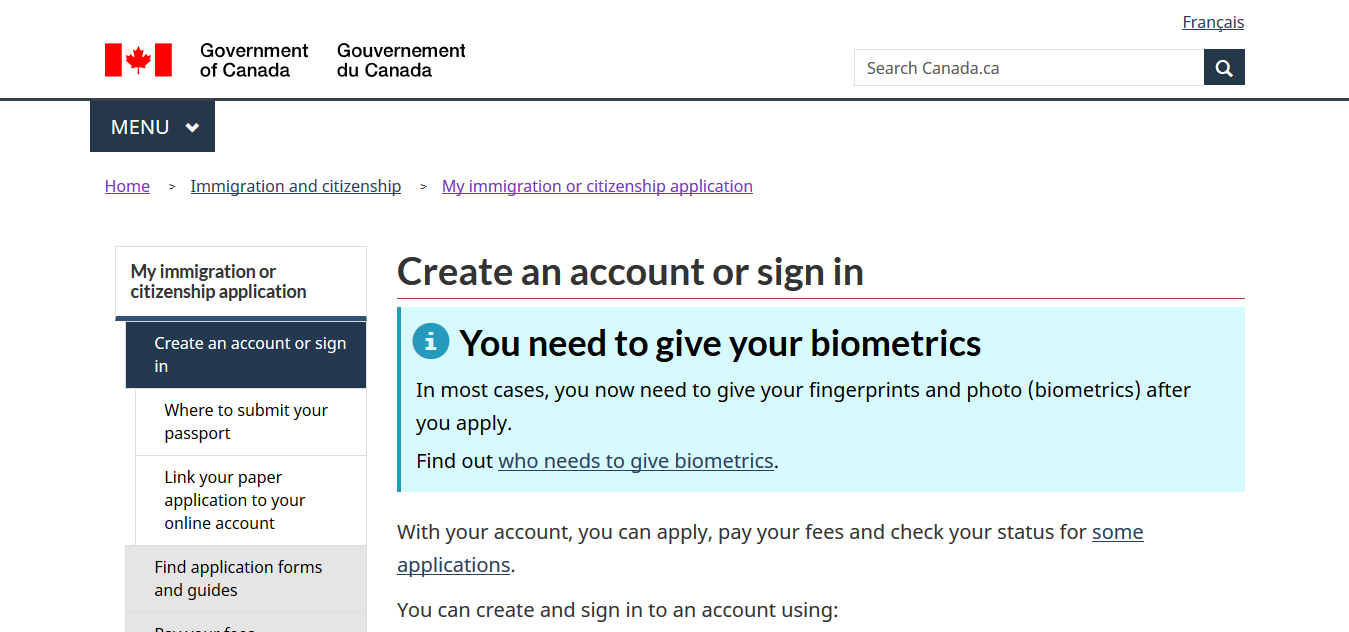 Français
Government
of Canada
Gouvernement
du Canada
Search Canada.ca
MENU
Home > Immigration and citizenship > My immigration or citizenship application
My immigration or
citizenship application
Create an account or sign
in
Where to submit your
passport
Link your paper
application to your
online account
Find application forms
and guides
Pay your fees
Create an account or sign in
You need to give your biometrics
In most cases, you now need to give your fingerprints and photo (biometrics) after
you apply.
Find out who needs to give biometrics.
With your account, you can apply, pay your fees and check your status for some
applications.
You can create and sign in to an account using: